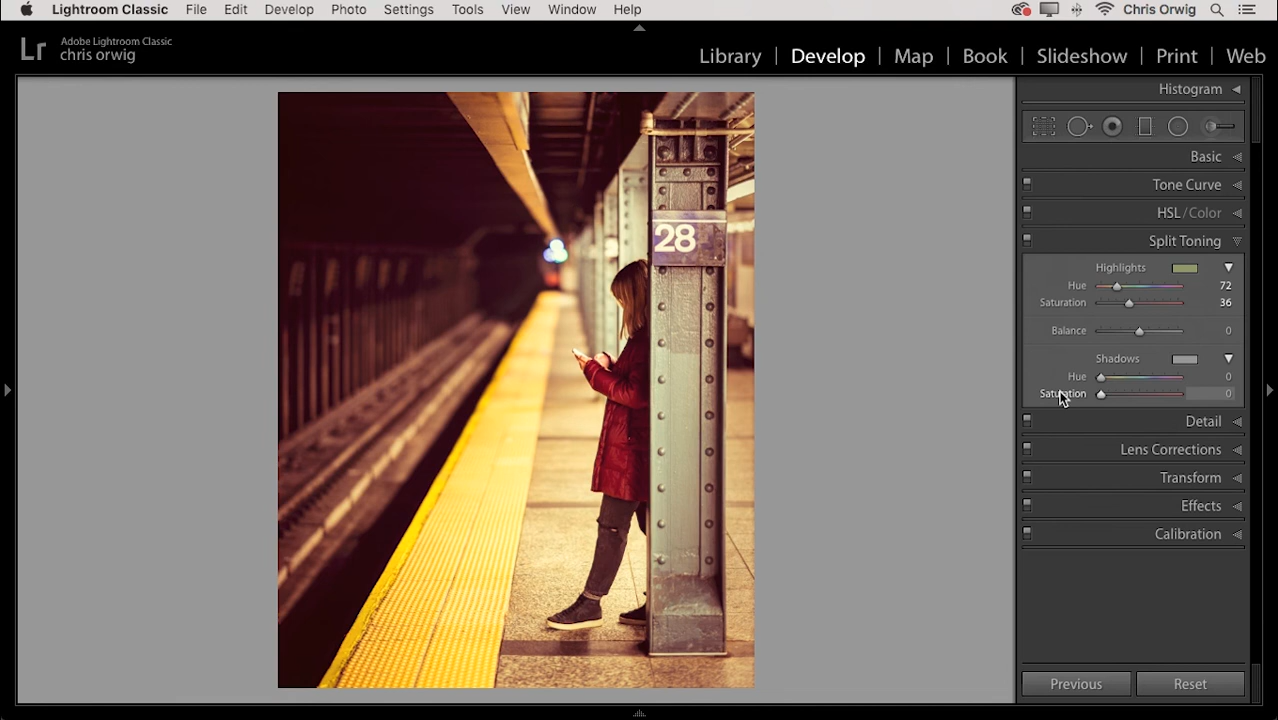 Lightroom Classic File Edit Develop Photo Settings Tools View Window Help Chris Orwig
Lr Adobe Lightroom Classic
chris orwig
Library | Develop | Map | Book | Slideshow | Print | Web
Histogram
Basic
Tone Curve
HSL / Color
Split Toning
Highlights
Hue 72
Saturation 36
Balance 0
Shadows
Hue 0
Saturation 0
Detail
Lens Corrections
Transform
Effects
Calibration
Previous Reset
28